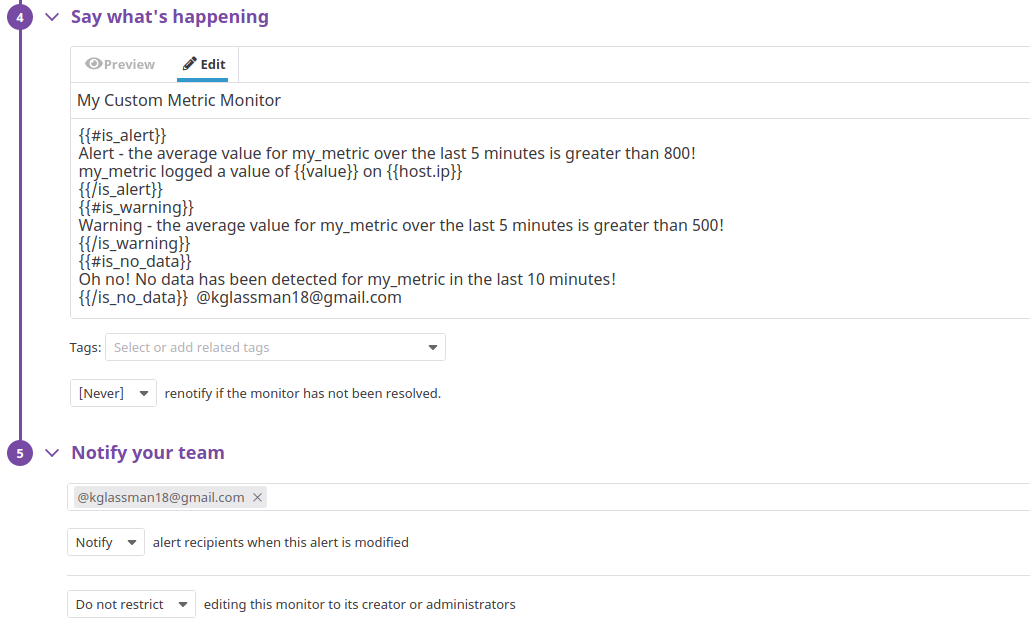 4 Say what's happening
Preview Edit
My Custom Metric Monitor
{{#is_alert}}
Alert - the average value for my_metric over the last 5 minutes is greater than 800!
my_metric logged a value of {{value}} on {{host.ip}}
{{/is_alert}}
{{#is_warning}}
Warning - the average value for my_metric over the last 5 minutes is greater than 500!
{{/is_warning}}
{{#is_no_data}}
Oh no! No data has been detected for my_metric in the last 10 minutes!
{{/is_no_data}}  @kglassman18@gmail.com
Tags: Select or add related tags
[Never] renotify if the monitor has not been resolved.
5 Notify your team
@kglassman18@gmail.com ×
Notify alert recipients when this alert is modified
Do not restrict editing this monitor to its creator or administrators